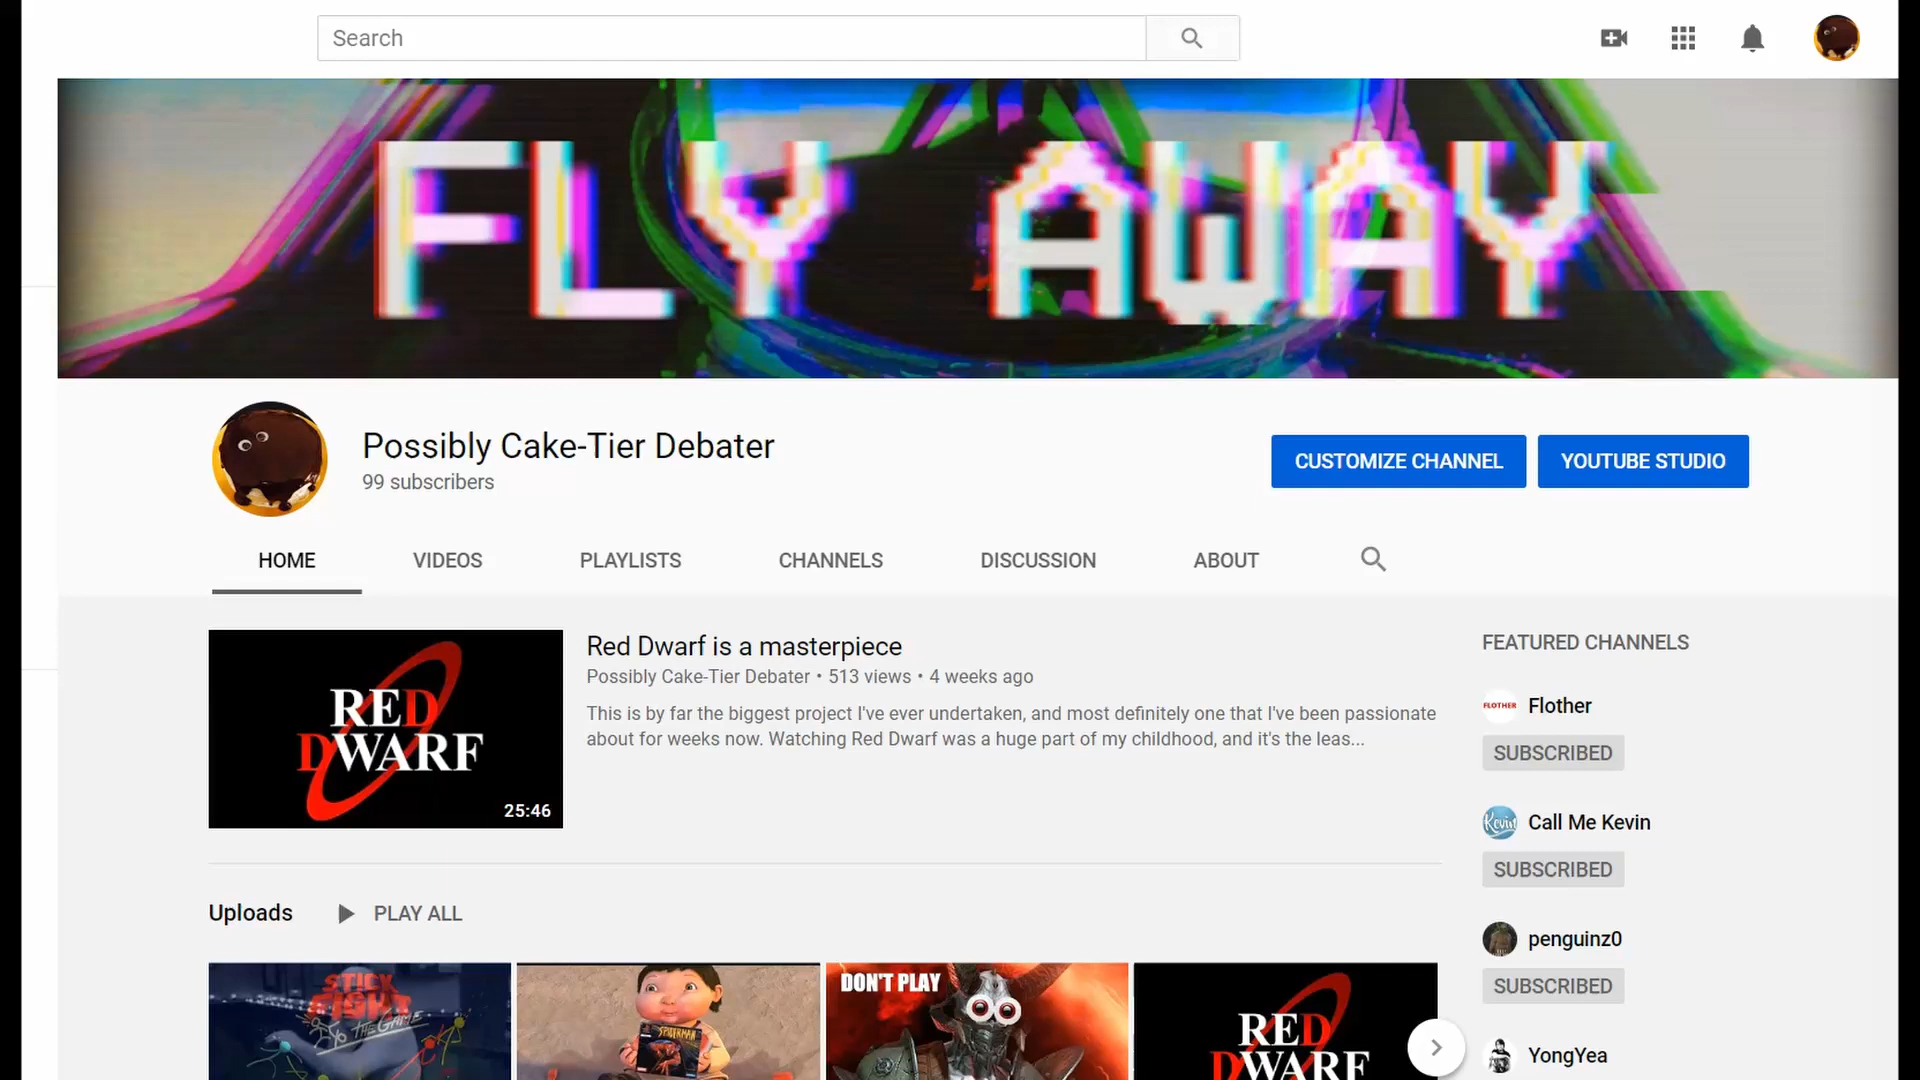 Search
FLY AWAY
Possibly Cake-Tier Debater
99 subscribers
CUSTOMIZE CHANNEL
YOUTUBE STUDIO
HOME
VIDEOS
PLAYLISTS
CHANNELS
DISCUSSION
ABOUT
RED
DWARF
25:46
Red Dwarf is a masterpiece
Possibly Cake-Tier Debater • 513 views • 4 weeks ago
This is by far the biggest project I've ever undertaken, and most definitely one that I've been passionate
about for weeks now. Watching Red Dwarf was a huge part of my childhood, and it's the leas...
FEATURED CHANNELS
FLOTHER
Flother
SUBSCRIBED
Kevin
Call Me Kevin
SUBSCRIBED
penguinz0
SUBSCRIBED
YongYea
Uploads
PLAY ALL
STICK
FIGHT
THE GAME
SPIDERMAN
DON'T PLAY
RED
DWARF